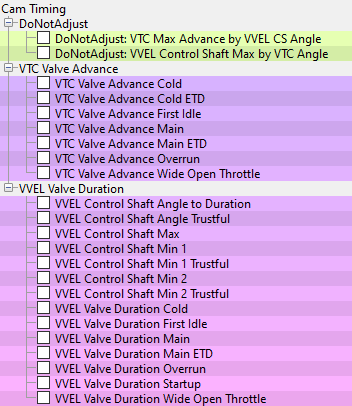 Cam Timing
DoNotAdjust
DoNotAdjust: VTC Max Advance by VVEL CS Angle
DoNotAdjust: VVEL Control Shaft Max by VTC Angle
VTC Valve Advance
VTC Valve Advance Cold
VTC Valve Advance Cold ETD
VTC Valve Advance First Idle
VTC Valve Advance Main
VTC Valve Advance Main ETD
VTC Valve Advance Overrun
VTC Valve Advance Wide Open Throttle
VVEL Valve Duration
VVEL Control Shaft Angle to Duration
VVEL Control Shaft Angle Trustful
VVEL Control Shaft Max
VVEL Control Shaft Min 1
VVEL Control Shaft Min 1 Trustful
VVEL Control Shaft Min 2
VVEL Control Shaft Min 2 Trustful
VVEL Valve Duration Cold
VVEL Valve Duration First Idle
VVEL Valve Duration Main
VVEL Valve Duration Main ETD
VVEL Valve Duration Overrun
VVEL Valve Duration Startup
VVEL Valve Duration Wide Open Throttle